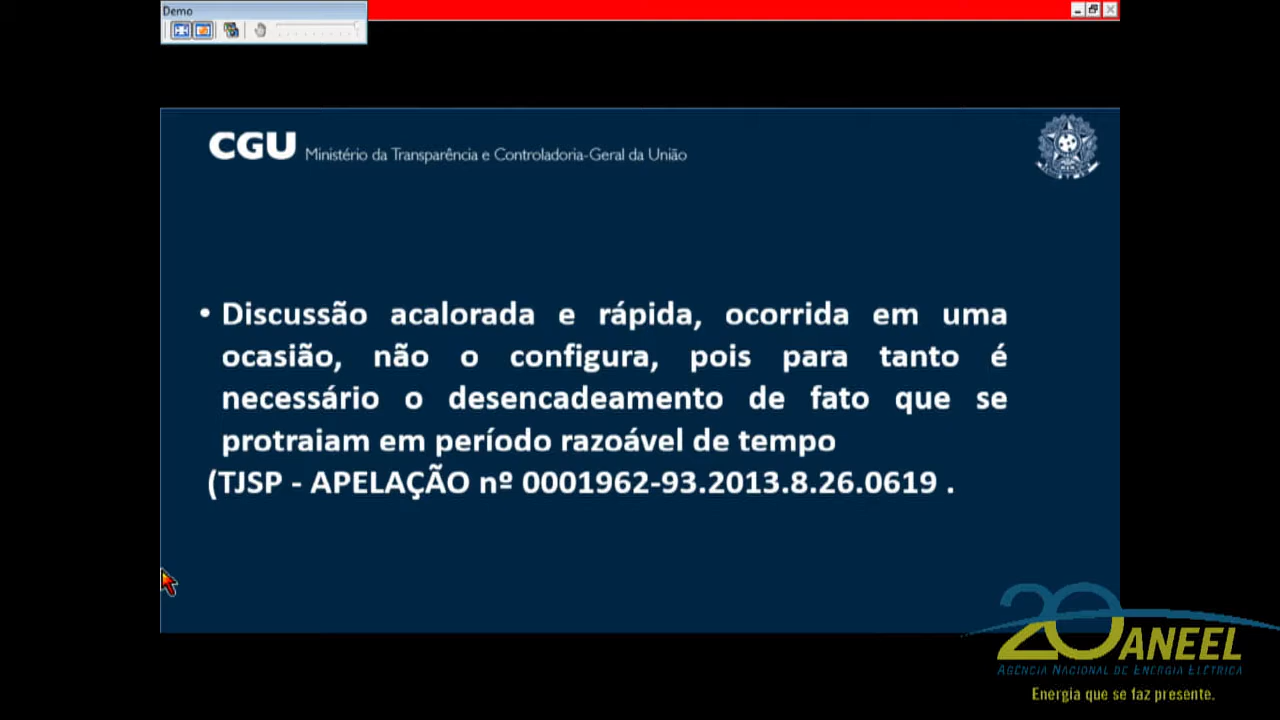 Demo
CGU Ministério da Transparência e Controladoria-Geral da União
• Discussão acalorada e rápida, ocorrida em uma
ocasião, não o configura, pois para tanto é
necessário o desencadeamento de fato que se
protraiam em período razoável de tempo
(TJSP - APELAÇÃO nº 0001962-93.2013.8.26.0619 .
20 ANEEL
AGÊNCIA NACIONAL DE ENERGIA ELÉTRICA
Energia que se faz presente.